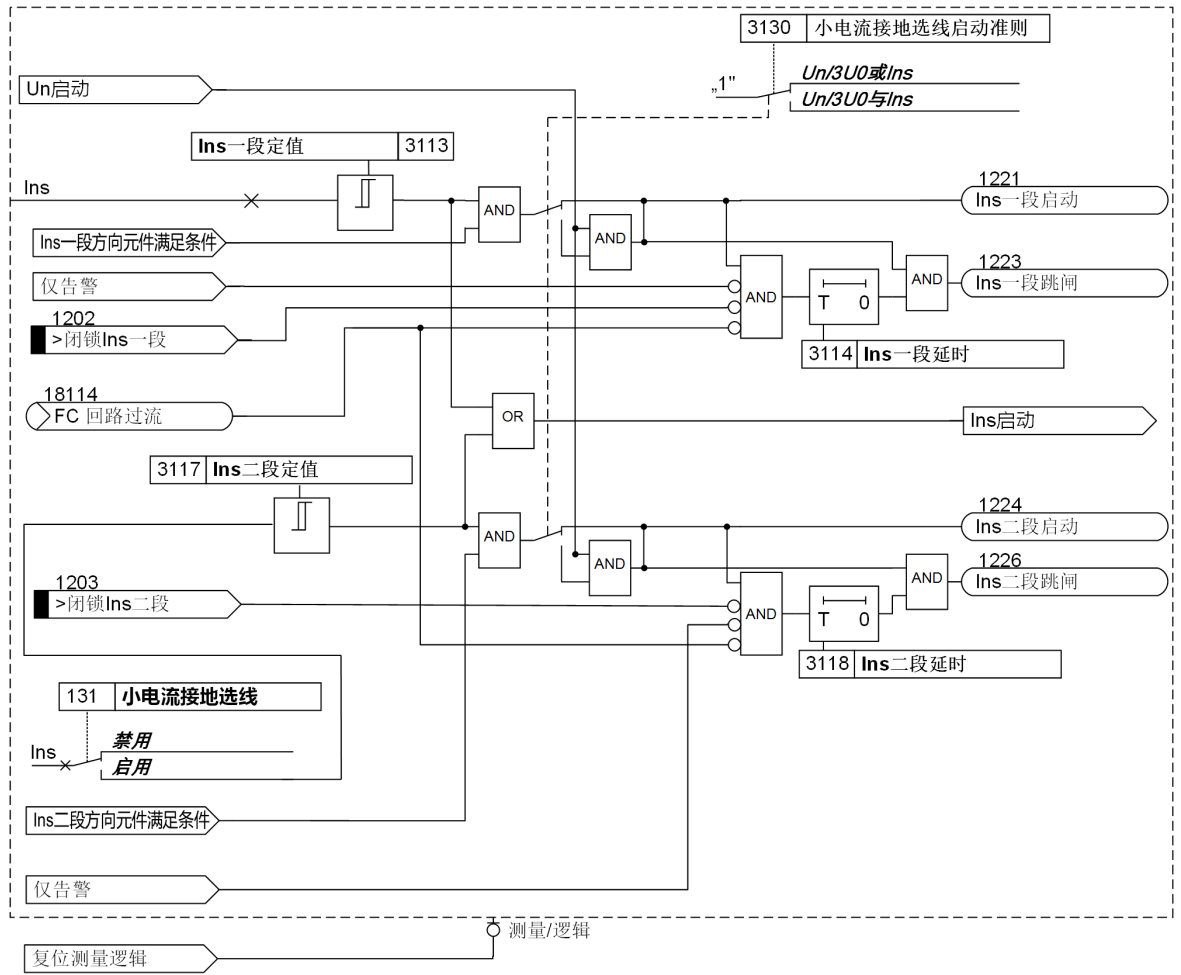 3130 小电流接地选线启动准则
Un启动
„1"
Un/3U0或Ins
Un/3U0与Ins
Ins一段定值 3113
Ins
AND
1221
Ins一段启动
Ins一段方向元件满足条件
AND
仅告警
AND
T 0
AND
1223
Ins一段跳闸
1202
>闭锁Ins一段
3114 Ins一段延时
18114
FC 回路过流
OR
Ins启动
3117 Ins二段定值
AND
1224
Ins二段启动
AND
1226
Ins二段跳闸
AND
1203
>闭锁Ins二段
AND
T 0
3118 Ins二段延时
131 小电流接地选线
Ins
禁用
启用
Ins二段方向元件满足条件
仅告警
测量/逻辑
复位测量逻辑